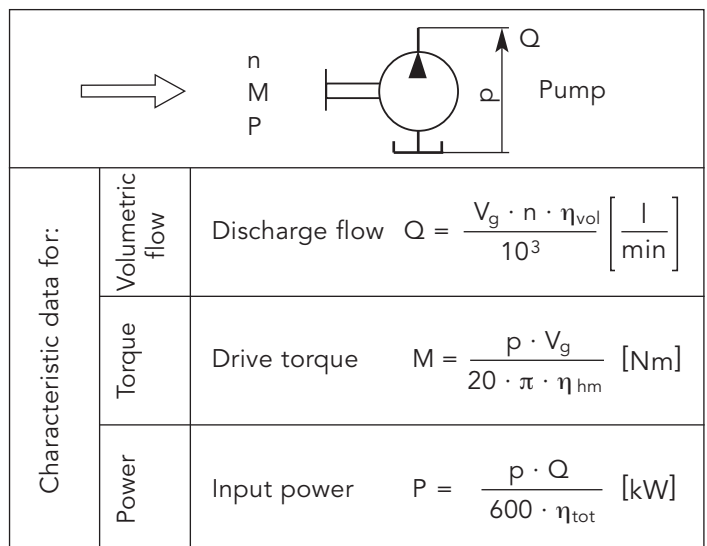 n
M
P
p
Q
Pump
Characteristic data for:
Volumetric
flow
Discharge flow Q = V_g · n · η_vol / 10³ [l / min]
Torque
Drive torque M = p · V_g / 20 · π · η_hm [Nm]
Power
Input power P = p · Q / 600 · η_tot [kW]